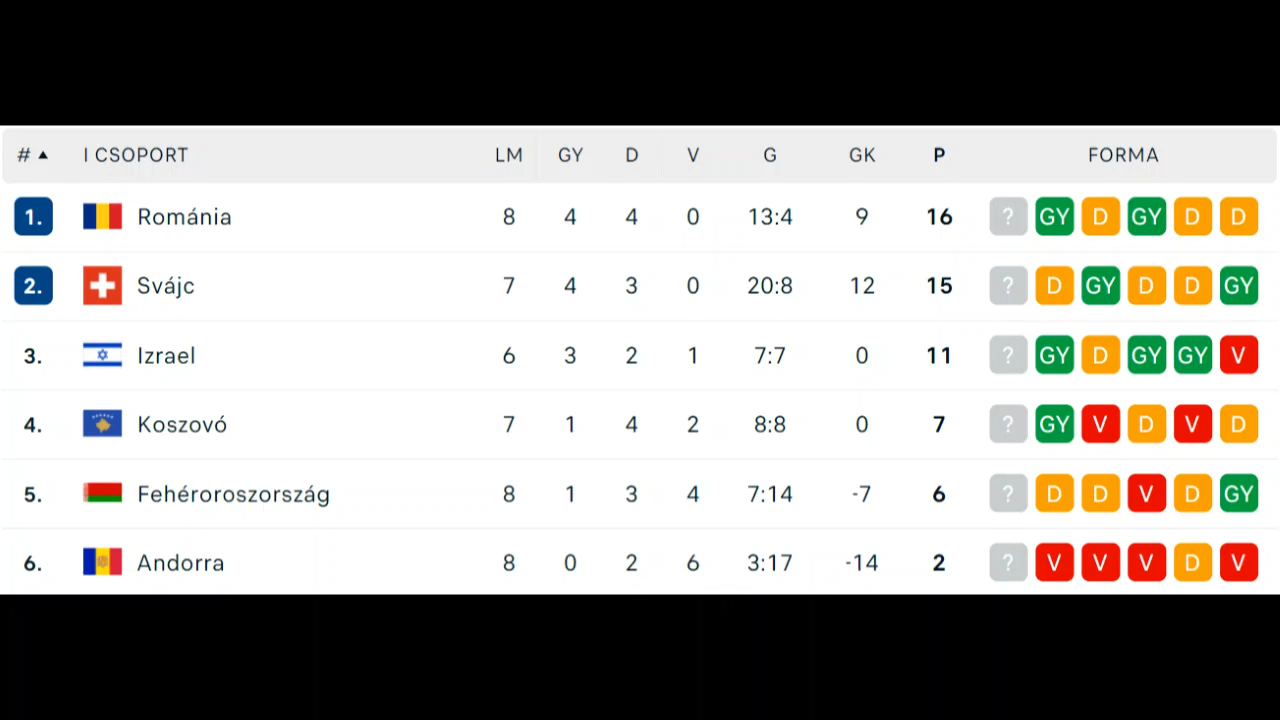 # ▲ I CSOPORT LM GY D V G GK P FORMA
1. Románia 8 4 4 0 13:4 9 16 ? GY D GY D D
2. Svájc 7 4 3 0 20:8 12 15 ? D GY D D GY
3. Izrael 6 3 2 1 7:7 0 11 ? GY D GY GY V
4. Koszovó 7 1 4 2 8:8 0 7 ? GY V D V D
5. Fehéroroszország 8 1 3 4 7:14 -7 6 ? D D V D GY
6. Andorra 8 0 2 6 3:17 -14 2 ? V V V D V